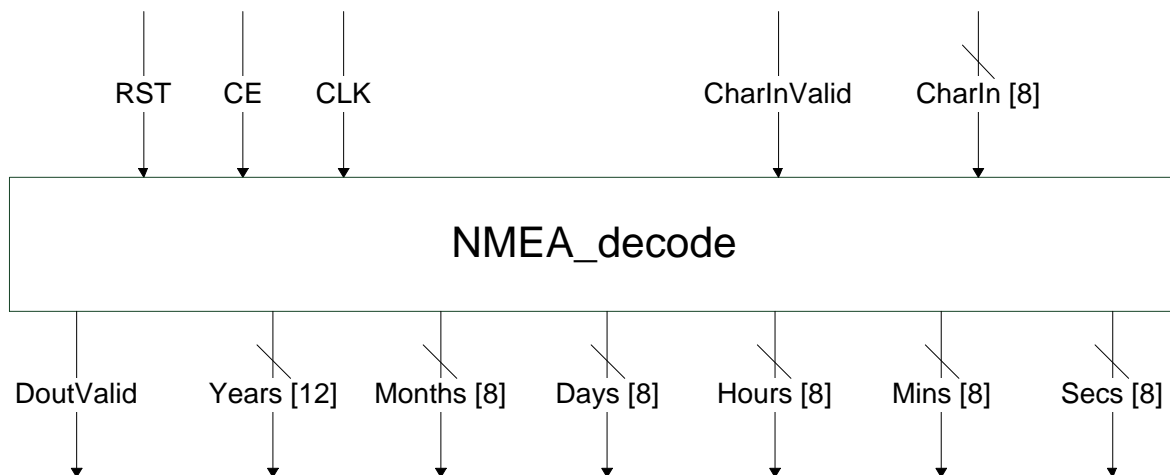 RST CE CLK CharInValid CharIn [8]
NMEA_decode
DoutValid Years [12] Months [8] Days [8] Hours [8] Mins [8] Secs [8]